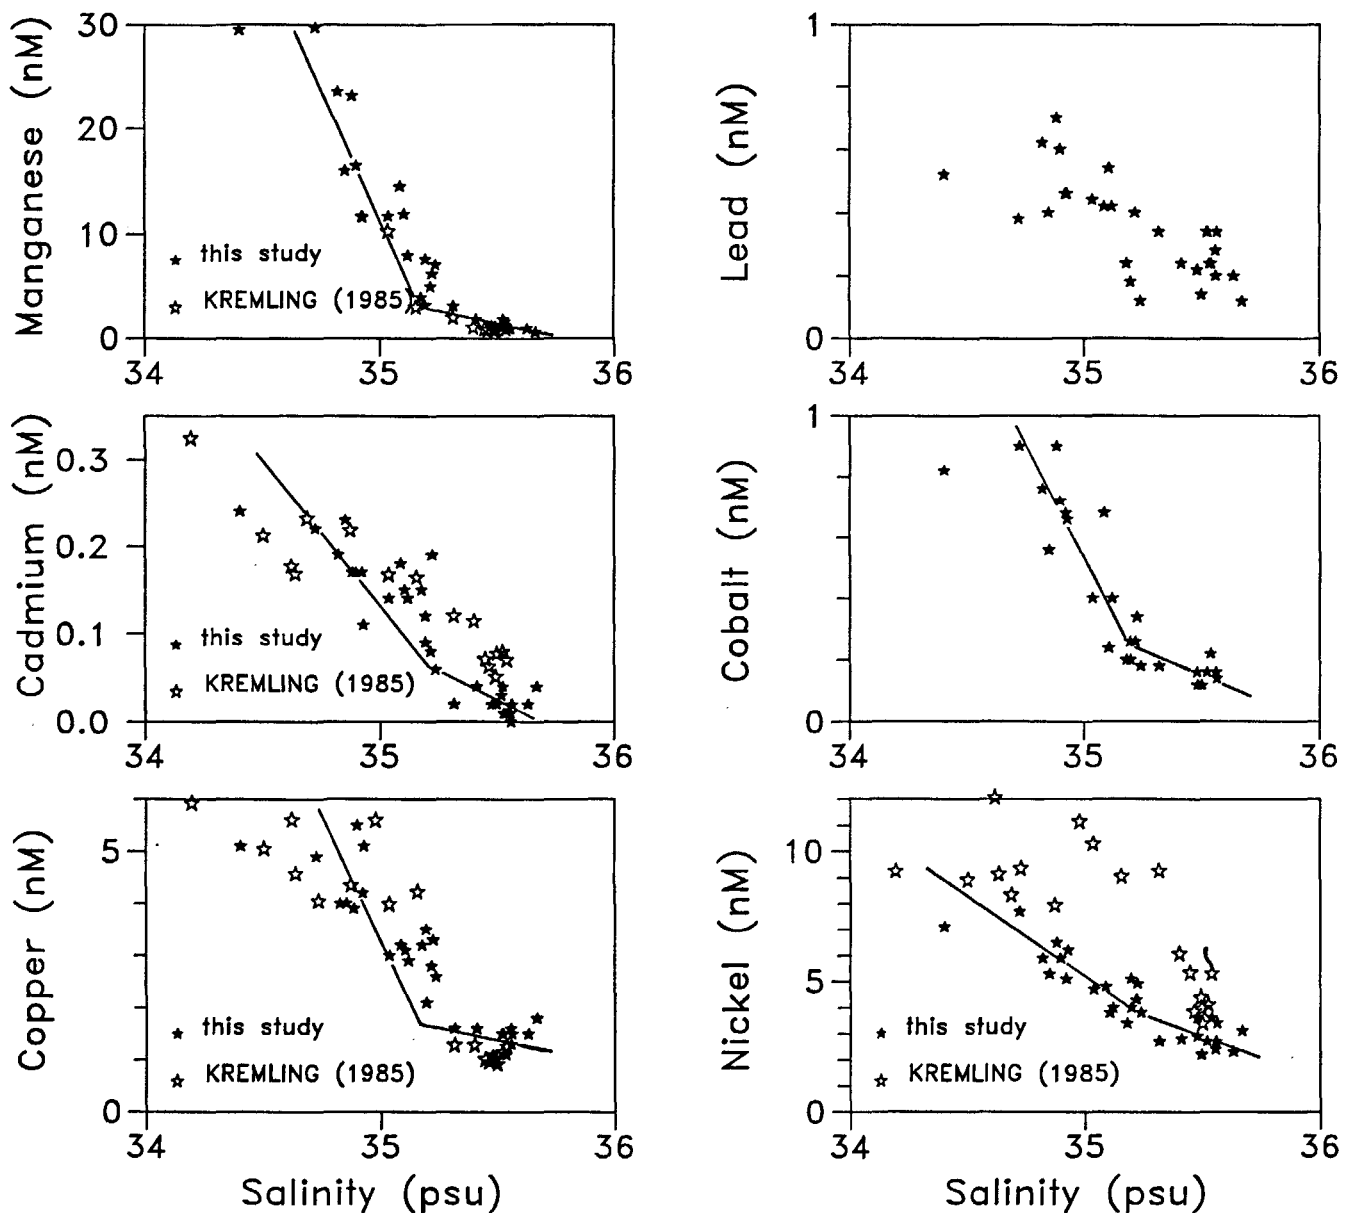 Manganese (nM)
30
20
10
0
this study
KREMLING (1985)
34
35
36
Lead (nM)
1
0
34
35
36
Cadmium (nM)
0.3
0.2
0.1
0.0
this study
KREMLING (1985)
34
35
36
Cobalt (nM)
1
0
34
35
36
Copper (nM)
5
0
this study
KREMLING (1985)
34
35
36
Salinity (psu)
Nickel (nM)
10
5
0
this study
KREMLING (1985)
34
35
36
Salinity (psu)